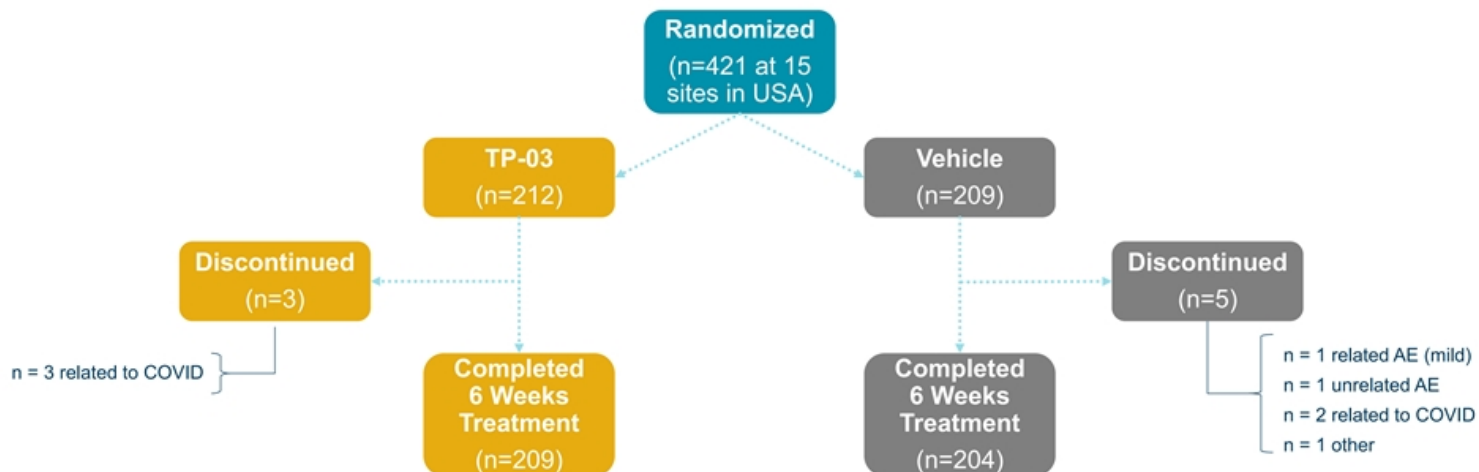 Randomized
(n=421 at 15
sites in USA)
TP-03
(n=212)
Vehicle
(n=209)
Discontinued
(n=3)
Discontinued
(n=5)
n = 3 related to COVID
n = 1 related AE (mild)
n = 1 unrelated AE
n = 2 related to COVID
n = 1 other
Completed
6 Weeks
Treatment
(n=209)
Completed
6 Weeks
Treatment
(n=204)